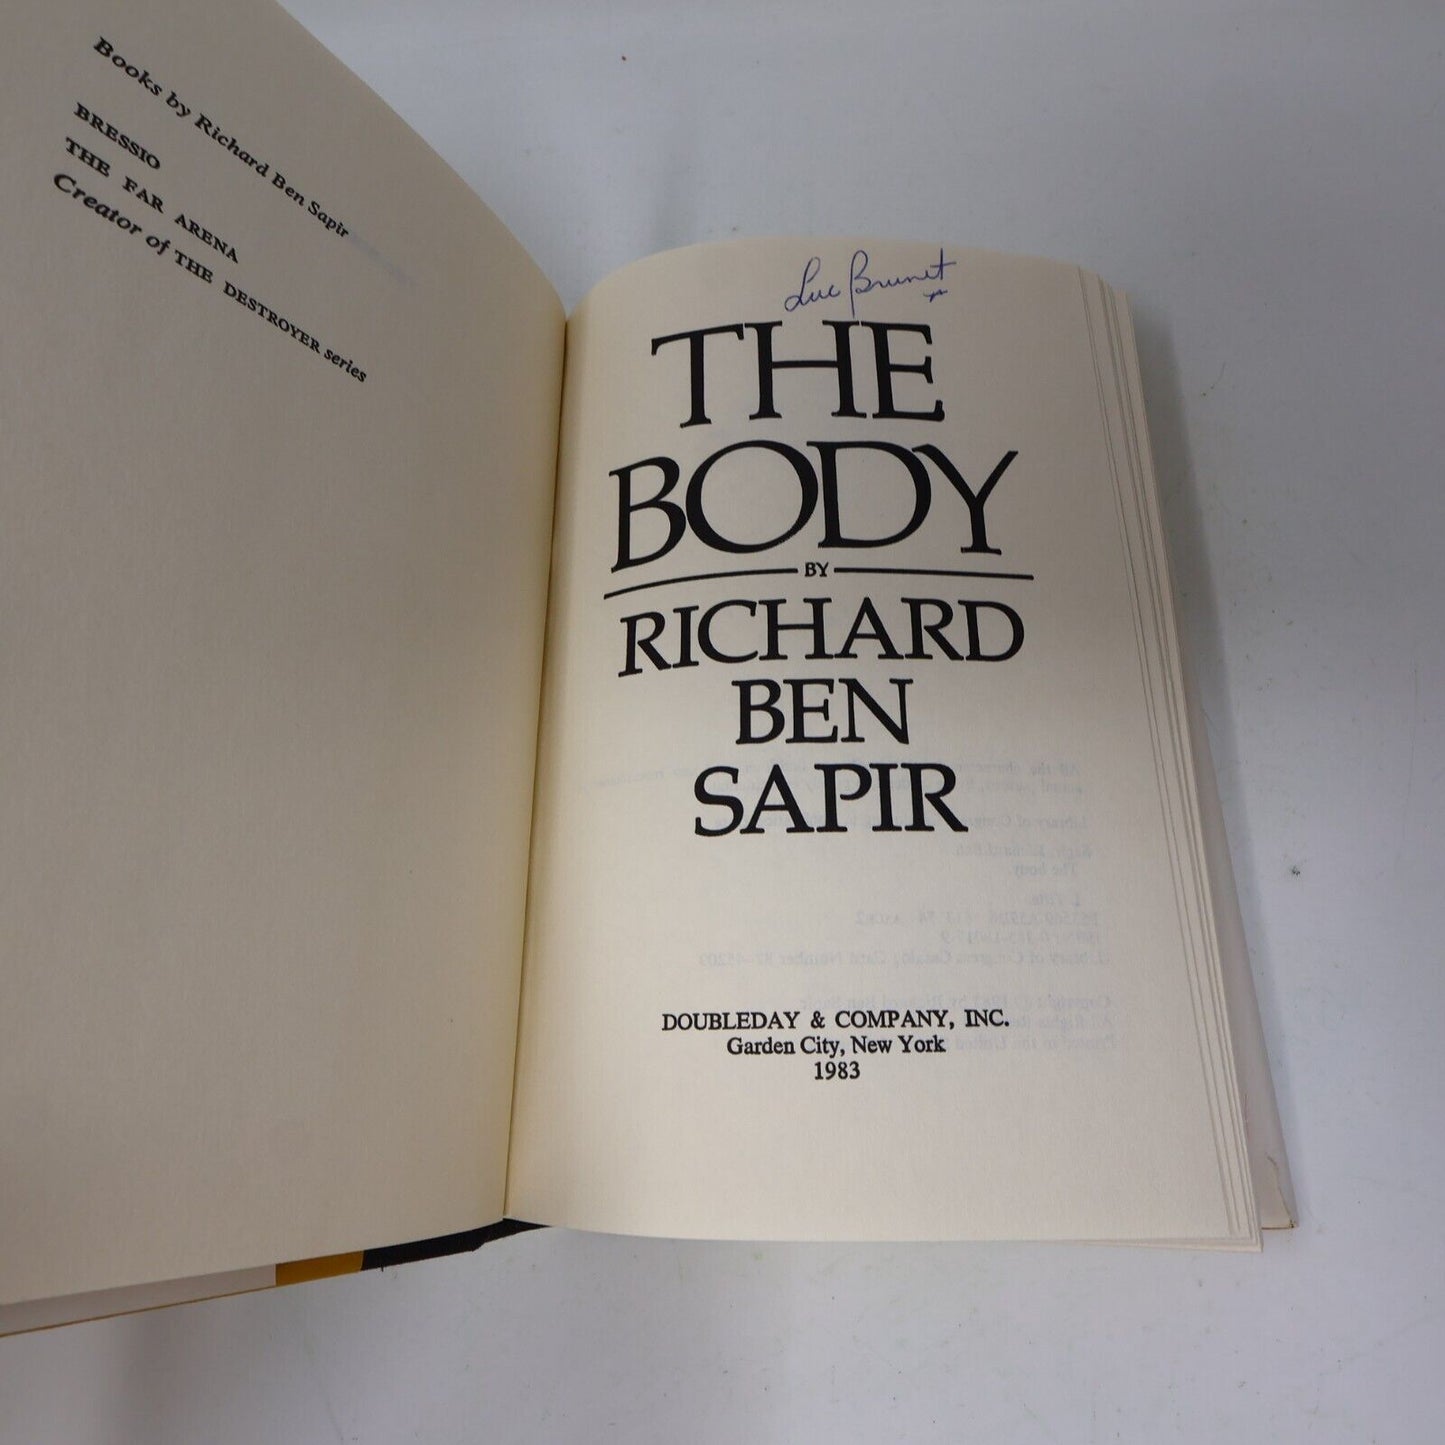 Books by Richard Ben Sapir
BRESSIO
THE FAR ARENA
Creator of THE DESTROYER series
Luc Brunet
THE
BODY
BY
RICHARD
BEN
SAPIR
DOUBLEDAY & COMPANY, INC.
Garden City, New York
1983